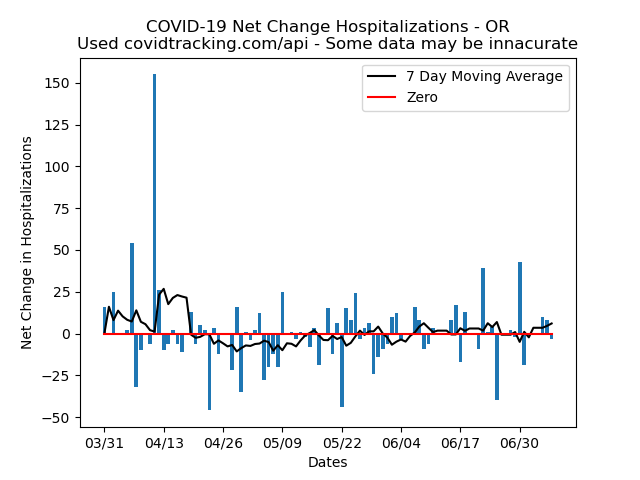 COVID-19 Net Change Hospitalizations - OR
Used covidtracking.com/api - Some data may be innacurate
7 Day Moving Average
Zero
Net Change in Hospitalizations
150
125
100
75
50
25
0
−25
−50
03/31 04/13 04/26 05/09 05/22 06/04 06/17 06/30
Dates